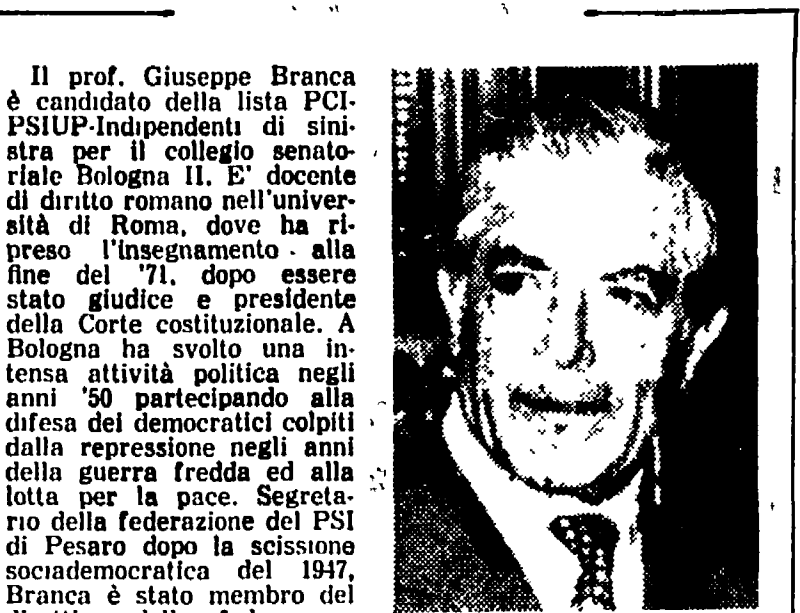 Il prof. Giuseppe Branca
è candidato della lista PCI-
PSIUP-Indipendenti di sini-
stra per il collegio senato-
riale Bologna II. E' docente
di diritto romano nell'univer-
sità di Roma, dove ha ri-
preso l'insegnamento - alla
fine del '71, dopo essere
stato giudice e presidente
della Corte costituzionale. A
Bologna ha svolto una in-
tensa attività politica negli
anni '50 partecipando alla
difesa dei democratici colpiti
dalla repressione negli anni
della guerra fredda ed alla
lotta per la pace. Segreta-
rio della federazione del PSI
di Pesaro dopo la scissione
sociademocratica del 1947,
Branca è stato membro del